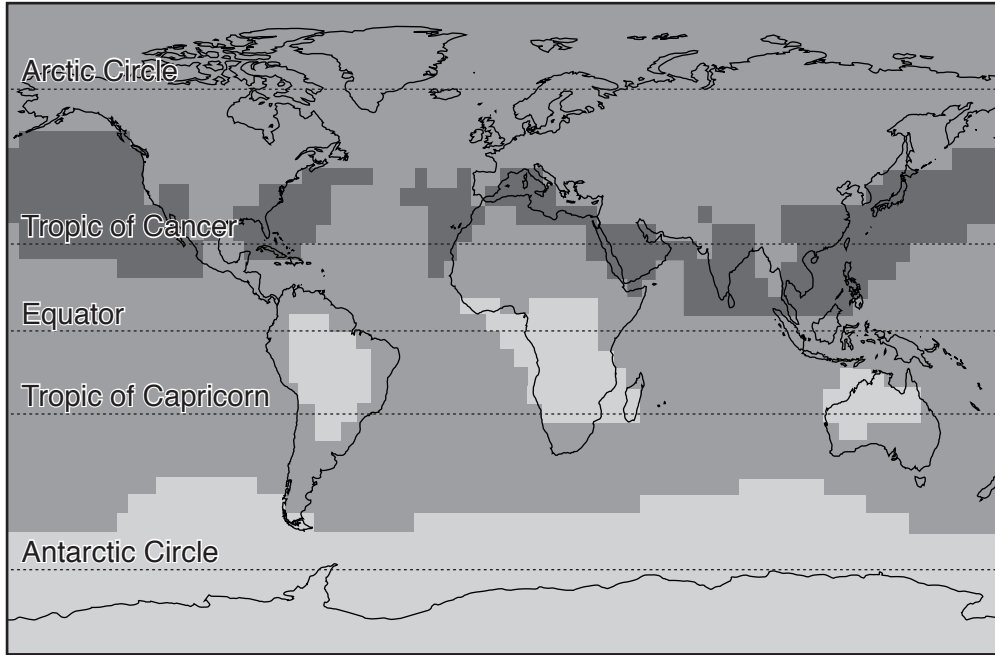 Arctic Circle
Tropic of Cancer
Equator
Tropic of Capricorn
Antarctic Circle